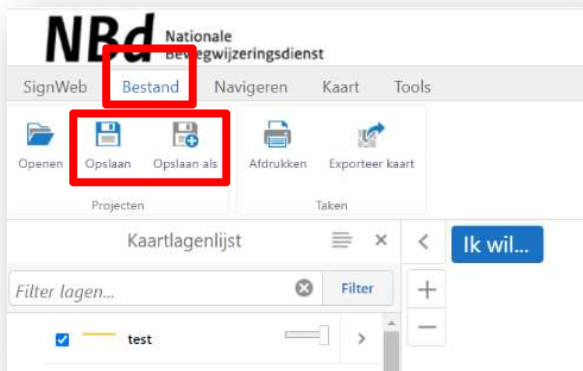 NBd Nationale
Bewegwijzeringsdienst
SignWeb Bestand Navigeren Kaart Tools
Openen Opslaan Opslaan als Afdrukken Exporteer kaart
Projecten Taken
Kaartlagenlijst Ik wil...
Filter lagen... Filter
test